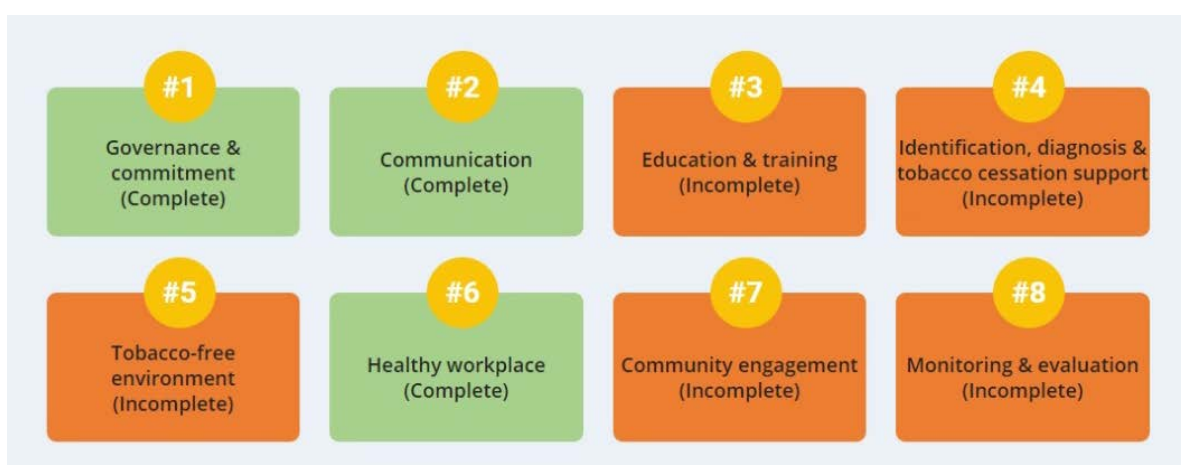 #1
Governance &
commitment
(Complete)
#2
Communication
(Complete)
#3
Education & training
(Incomplete)
#4
Identification, diagnosis &
tobacco cessation support
(Incomplete)
#5
Tobacco-free
environment
(Incomplete)
#6
Healthy workplace
(Complete)
#7
Community engagement
(Incomplete)
#8
Monitoring & evaluation
(Incomplete)